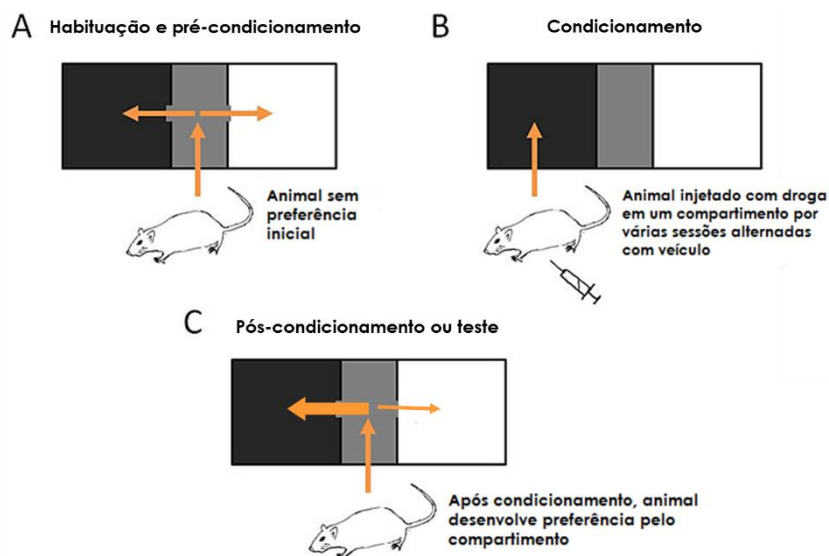 A Habituação e pré-condicionamento
Animal sem
preferência
inicial
B Condicionamento
Animal injetado com droga
em um compartimento por
várias sessões alternadas
com veículo
C Pós-condicionamento ou teste
Após condicionamento, animal
desenvolve preferência pelo
compartimento